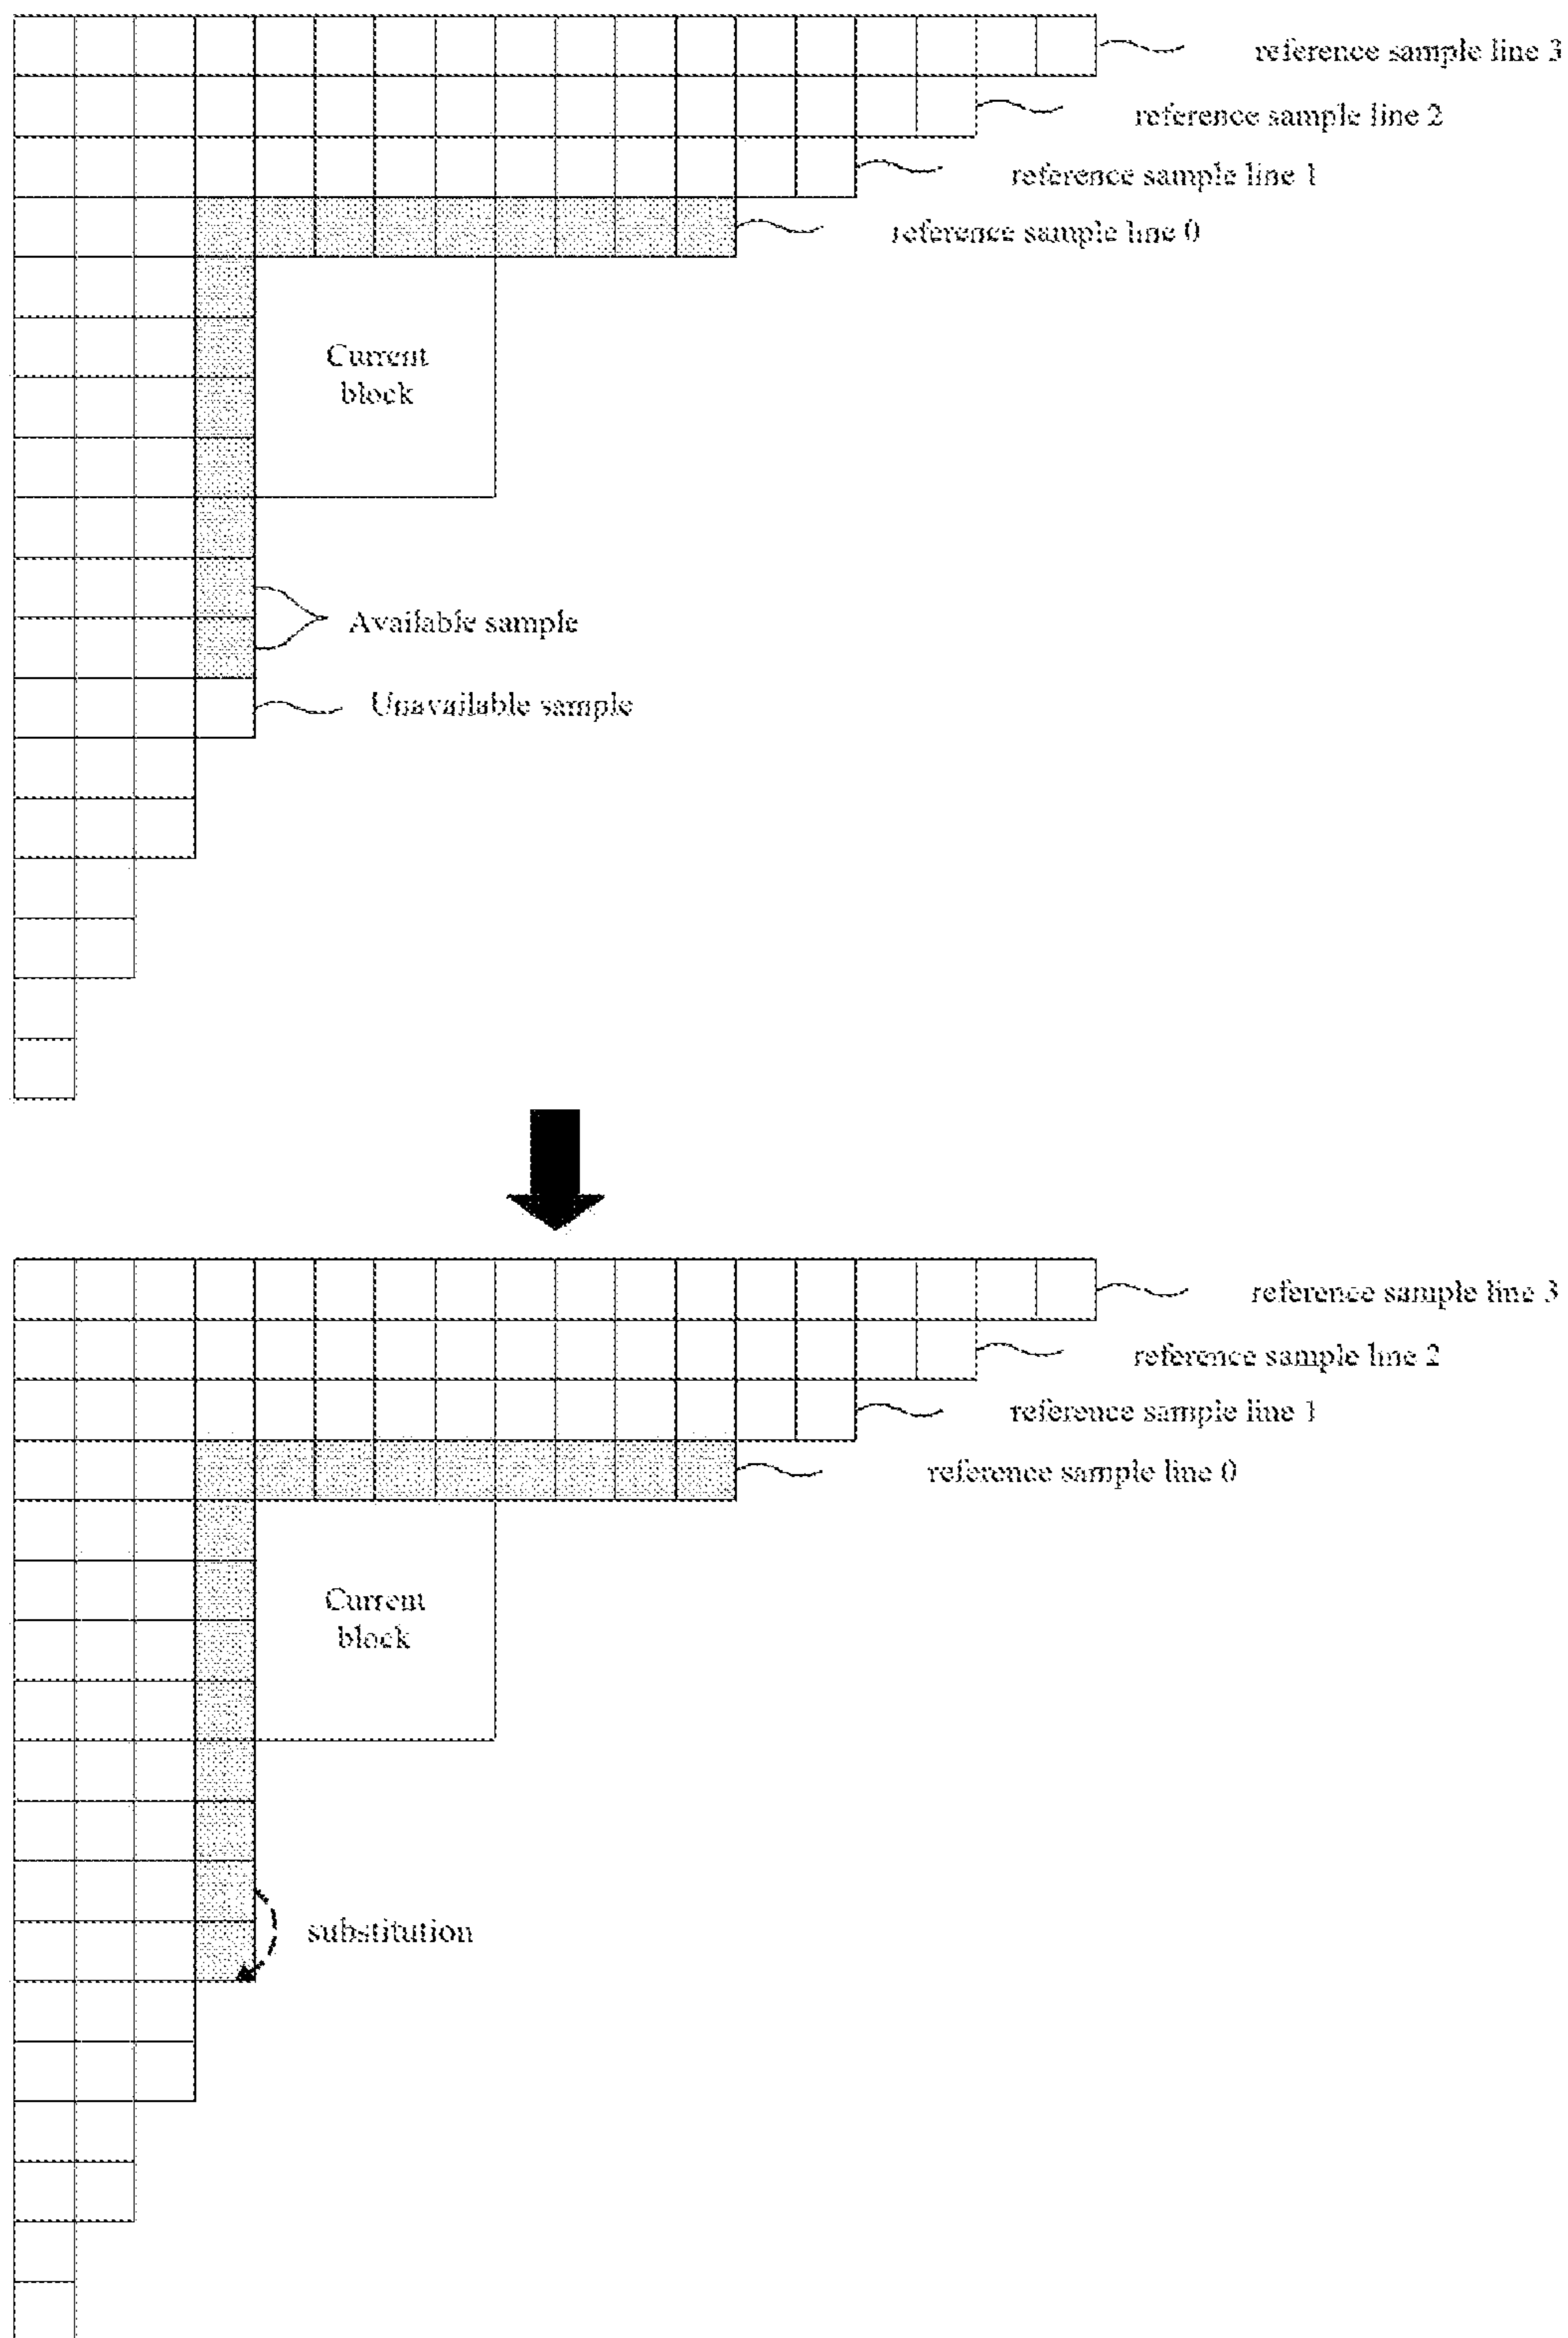 reference sample line 3
reference sample line 2
reference sample line 1
reference sample line 0
Current
block
Available sample
Unavailable sample
reference sample line 3
reference sample line 2
reference sample line 1
reference sample line 0
Current
block
substitution